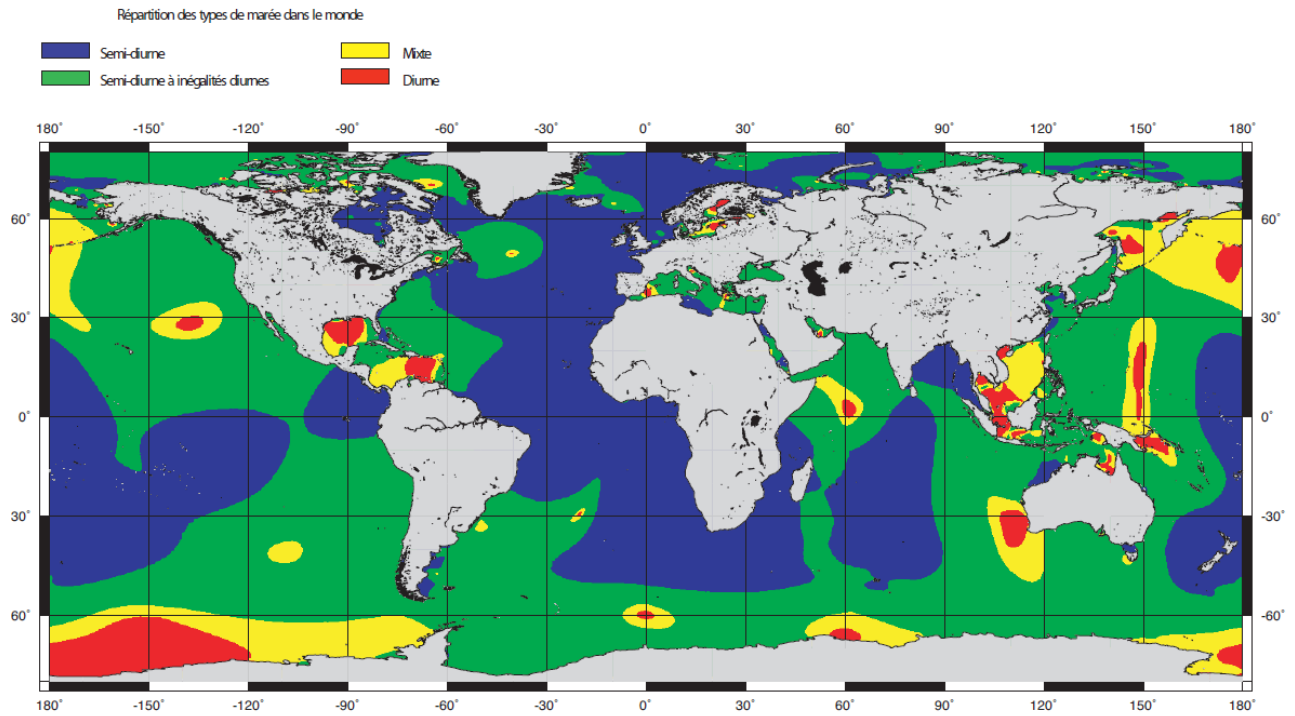 Répartition des types de marée dans le monde
Semi-diurne Mixte
Semi-diurne à inégalités diurnes Diurne
180˚ -150˚ -120˚ -90˚ -60˚ -30˚ 0˚ 30˚ 60˚ 90˚ 120˚ 150˚ 180˚
60˚ 60˚
30˚ 30˚
0˚ 0˚
30˚ -30˚
60˚ -60˚
180˚ -150˚ -120˚ -90˚ -60˚ -30˚ 0˚ 30˚ 60˚ 90˚ 120˚ 150˚ 180˚